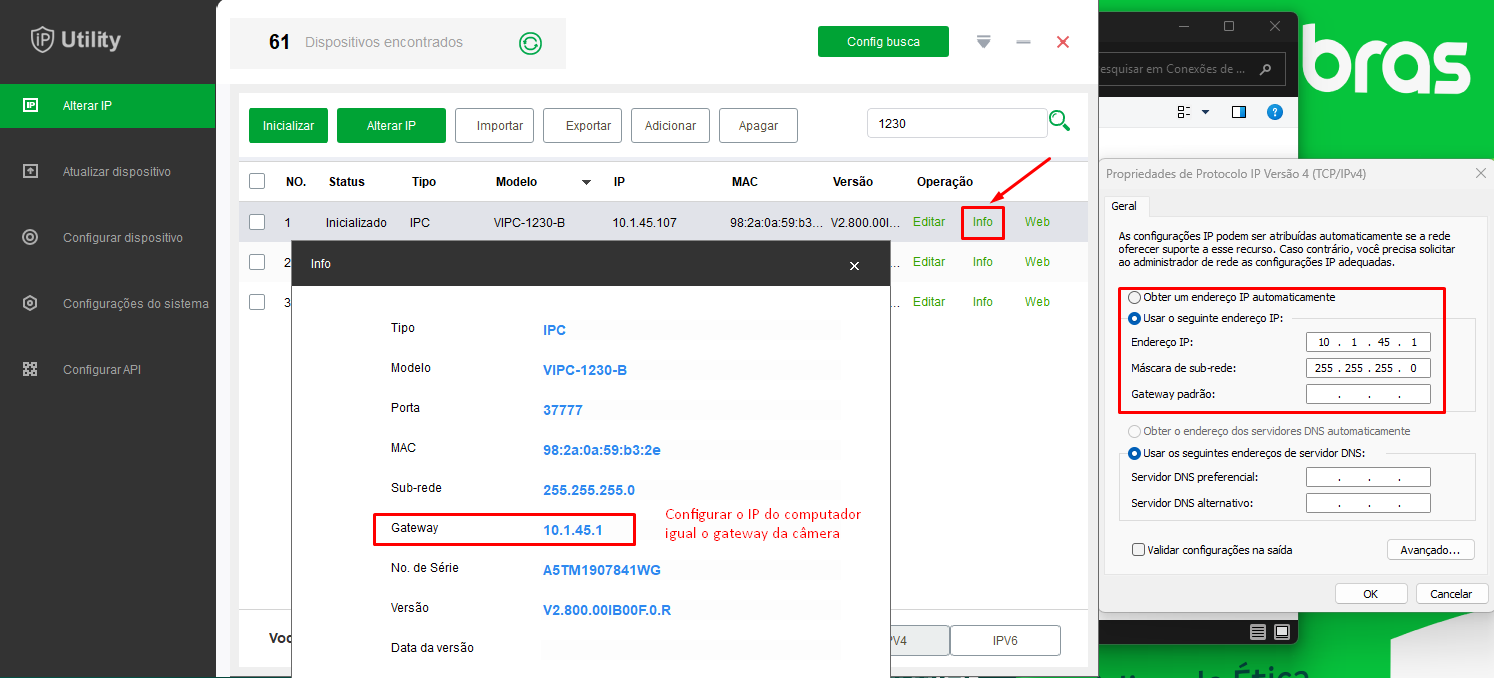 iP Utility
61 Dispositivos encontrados
Config busca
Alterar IP
Atualizar dispositivo
Configurar dispositivo
Configurações do sistema
Configurar API
Inicializar
Alterar IP
Importar
Exportar
Adicionar
Apagar
1230
NO. Status Tipo Modelo IP MAC Versão Operação
1 Inicializado IPC VIPC-1230-B 10.1.45.107 98:2a:0a:59:b3... V2.800.00I... Editar Info Web
2 ... Editar Info Web
3 ... Editar Info Web
Info
Tipo IPC
Modelo VIPC-1230-B
Porta 37777
MAC 98:2a:0a:59:b3:2e
Sub-rede 255.255.255.0
Gateway 10.1.45.1
No. de Série A5TM1907841WG
Versão V2.800.00IB00F.0.R
Data da versão
Configurar o IP do computador
igual o gateway da câmera
IPV6
bras
em Conexões de ...
Propriedades de Protocolo IP Versão 4 (TCP/IPv4)
Geral
As configurações IP podem ser atribuídas automaticamente se a rede
oferecer suporte a esse recurso. Caso contrário, você precisa solicitar
ao administrador de rede as configurações IP adequadas.
Obter um endereço IP automaticamente
Usar o seguinte endereço IP:
Endereço IP: 10 . 1 . 45 . 1
Máscara de sub-rede: 255 . 255 . 255 . 0
Gateway padrão: . . .
Obter o endereço dos servidores DNS automaticamente
Usar os seguintes endereços de servidor DNS:
Servidor DNS preferencial: . . .
Servidor DNS alternativo: . . .
Validar configurações na saída
Avançado...
OK
Cancelar
Ética